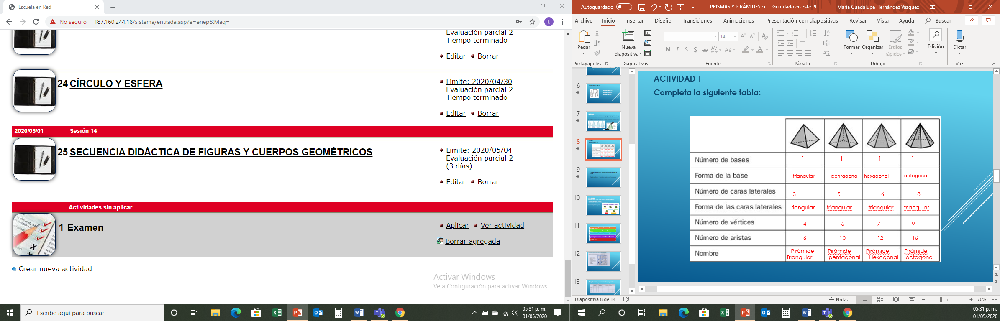 Escuela en Red
No seguro
187.160.244.18/sistema/entrada.asp?e=enep&Maq=
L
Evaluación parcial 2
Tiempo terminado
Editar
Borrar
24 CÍRCULO Y ESFERA
Límite: 2020/04/30
Evaluación parcial 2
Tiempo terminado
Editar
Borrar
2020/05/01
Sesión 14
25 SECUENCIA DIDÁCTICA DE FIGURAS Y CUERPOS GEOMÉTRICOS
Límite: 2020/05/04
Evaluación parcial 2
(3 días)
Editar
Borrar
Actividades sin aplicar
1 Examen
Aplicar
Ver actividad
Borrar agregada
Crear nueva actividad
Activar Windows
Ve a Configuración para activar Windows.
Escribe aquí para buscar
05:31 p. m.
01/05/2020
Autoguardado
PRISMAS Y PIRÁMIDES cr - Guardado en Este PC
María Guadalupe Hernández Vázquez
Archivo
Inicio
Insertar
Diseño
Transiciones
Animaciones
Presentación con diapositivas
Revisar
Vista
Ayuda
Buscar
Pegar
Nueva
diapositiva
14
N K S S ab AV Aa A
Formas
Organizar
Estilos
rápidos
Edición
Dictar
Portapapeles
Diapositivas
Fuente
Párrafo
Dibujo
Voz
6
7
8
9
10
11
12
13
ACTIVIDAD 1
Completa la siguiente tabla:
Número de bases 1 1 1 1
Forma de la base triangular pentagonal hexagonal octagonal
Número de caras laterales 3 5 6 8
Forma de las caras laterales Triangular triangular triangular triangular
Número de vértices 4 6 7 9
Número de aristas 6 10 12 16
Nombre Pirámide Triangular Pirámide pentagonal Pirámide Hexagonal Pirámide octagonal
Diapositiva 8 de 14
Notas
70%
05:31 p. m.
01/05/2020